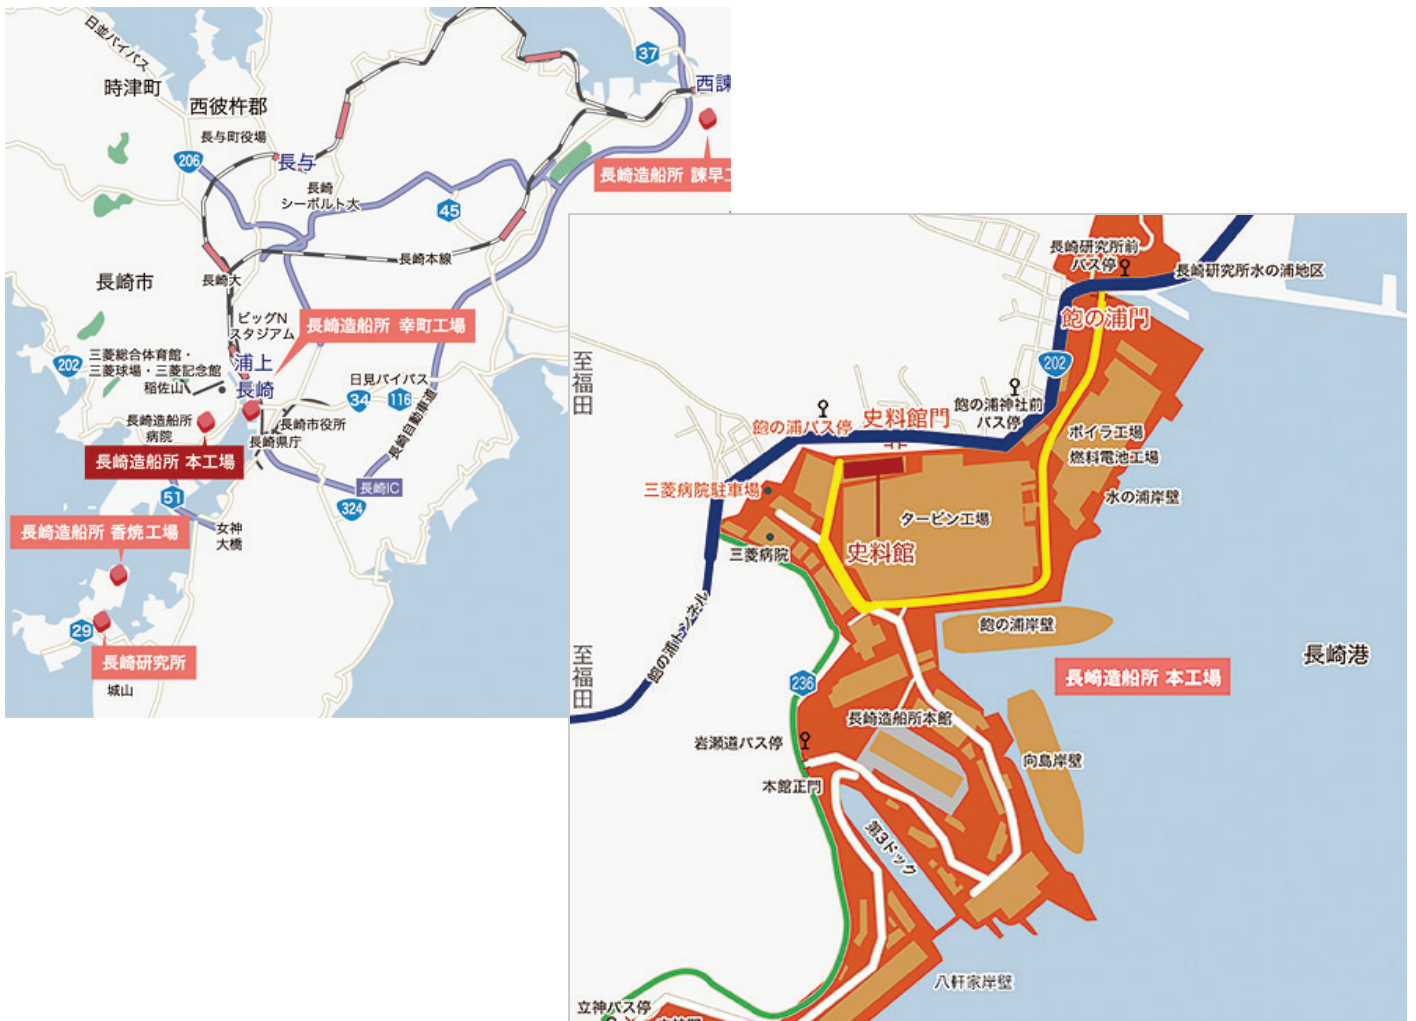 日並バイパス
時津町
西彼杵郡
長与町役場
206
長与
37
西諫
長崎造船所 諫早工
長崎
シーボルト大
45
長崎市
長崎大
長崎本線
ビッグN
スタジアム
長崎造船所 幸町工場
202
三菱総合体育館・
三菱球場・三菱記念館
稲佐山
浦上
長崎
日見バイパス
34
116
長崎造船所
病院
長崎市役所
長崎県庁
長崎自動車道
長崎造船所 本工場
長崎IC
51
324
女神
大橋
長崎造船所 香焼工場
29
長崎研究所
城山
長崎研究所前
バス停
長崎研究所水の浦地区
飽の浦門
至福田
202
飽の浦神社前
バス停
飽の浦バス停
史料館門
ボイラ工場
燃料電池工場
三菱病院駐車場
水の浦岸壁
タービン工場
三菱病院
史料館
飽の浦トンネル
飽の浦岸壁
至福田
長崎港
236
長崎造船所 本工場
長崎造船所本館
岩瀬道バス停
向島岸壁
本館正門
第3ドック
八軒家岸壁
立神バス停